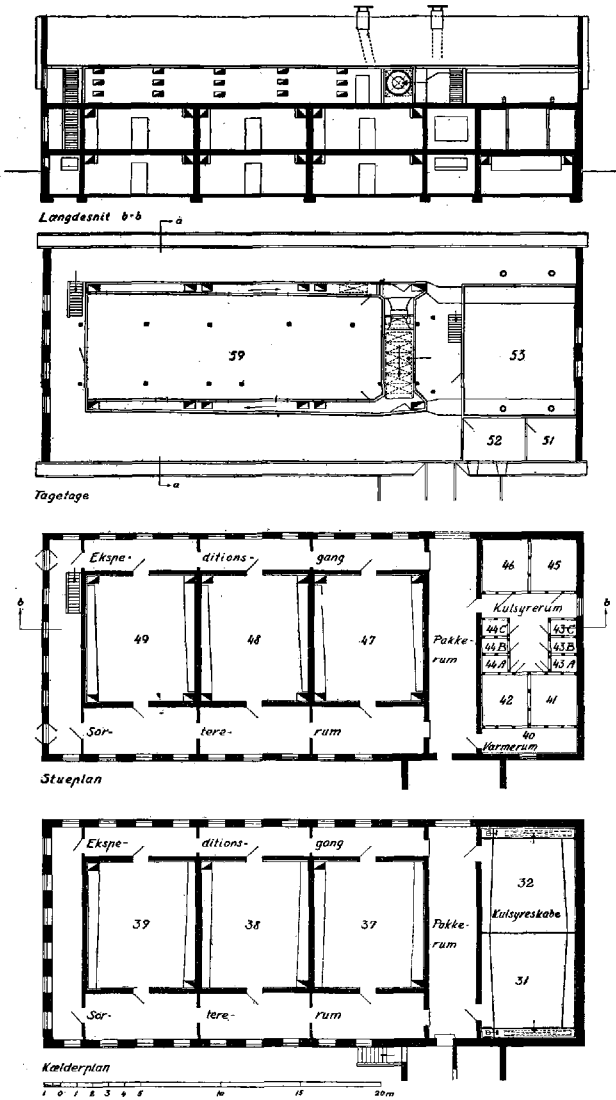 Længdesnit b-b
a
59
53
52 51
a
Tagetage
Ekspe- ditions- gang
46 45
b
Kulsyrerum
b
49 48 47
Pakke-
rum
44C 43C
44B 43B
44A 43A
42 41
Sor- tere- rum
40
Varmerum
Stueplan
Ekspe- ditions- gang
32
39 38 37
Pakke-
rum
Kulsyreskabe
31
Sor- tere- rum
Kælderplan
1 0 1 2 3 4 5 10 15 20m